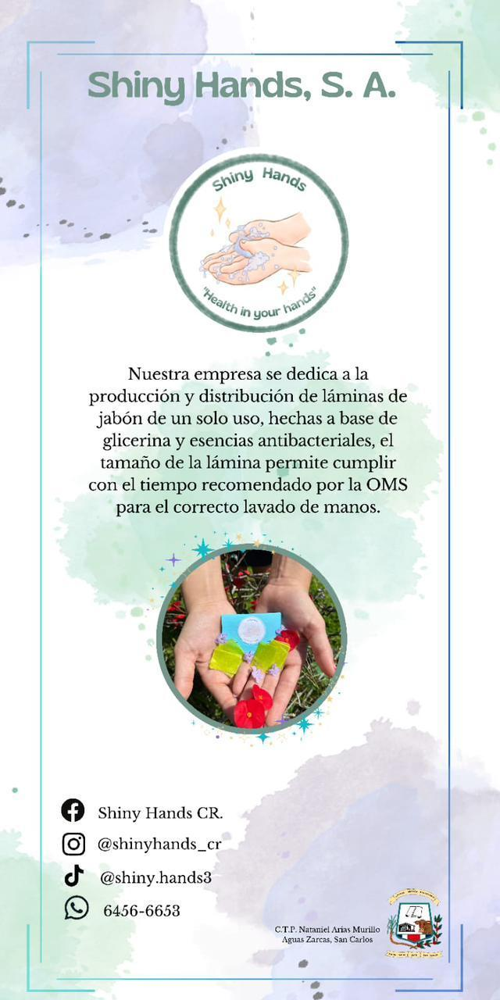 Shiny Hands, S. A.
Shiny Hands
"Health in your hands"
Nuestra empresa se dedica a la
producción y distribución de láminas de
jabón de un solo uso, hechas a base de
glicerina y esencias antibacteriales, el
tamaño de la lámina permite cumplir
con el tiempo recomendado por la OMS
para el correcto lavado de manos.
Shiny Hands CR.
@shinyhands_cr
@shiny.hands3
6456-6653
C.T.P. Nataniel Arias Murillo
Aguas Zarcas, San Carlos